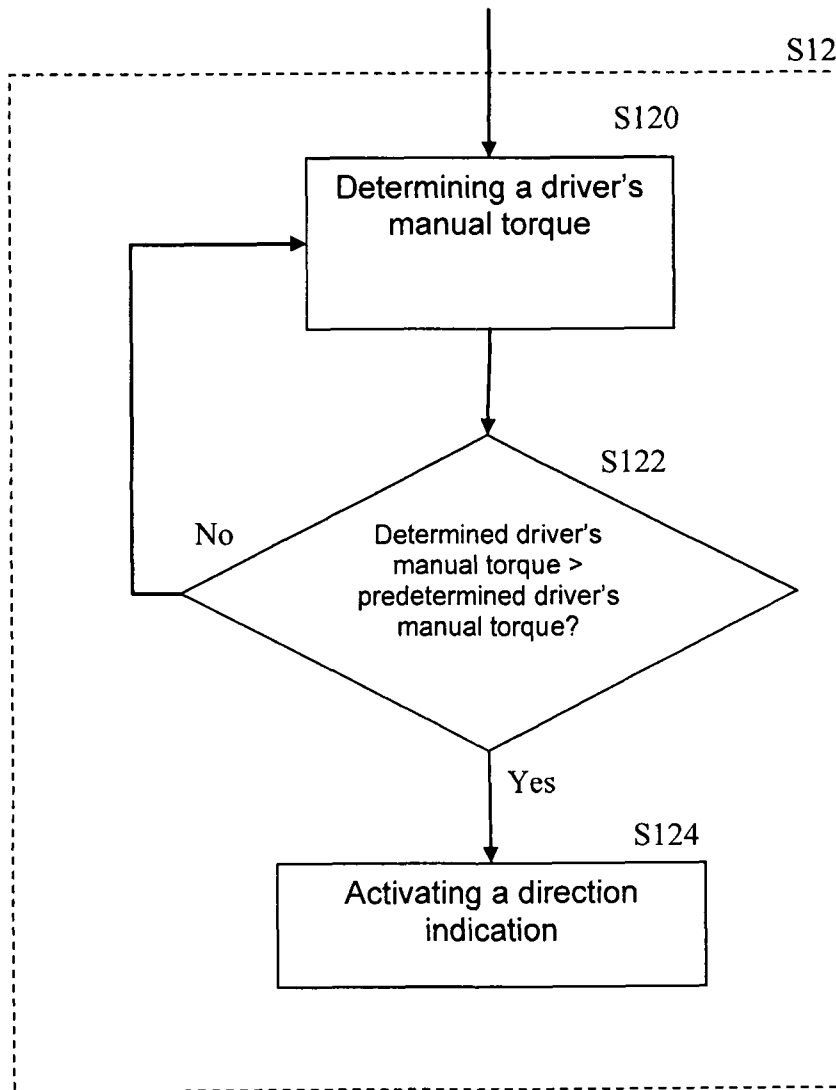 S12
S120
Determining a driver's
manual torque
S122
No
Determined driver's
manual torque >
predetermined driver's
manual torque?
Yes
S124
Activating a direction
indication